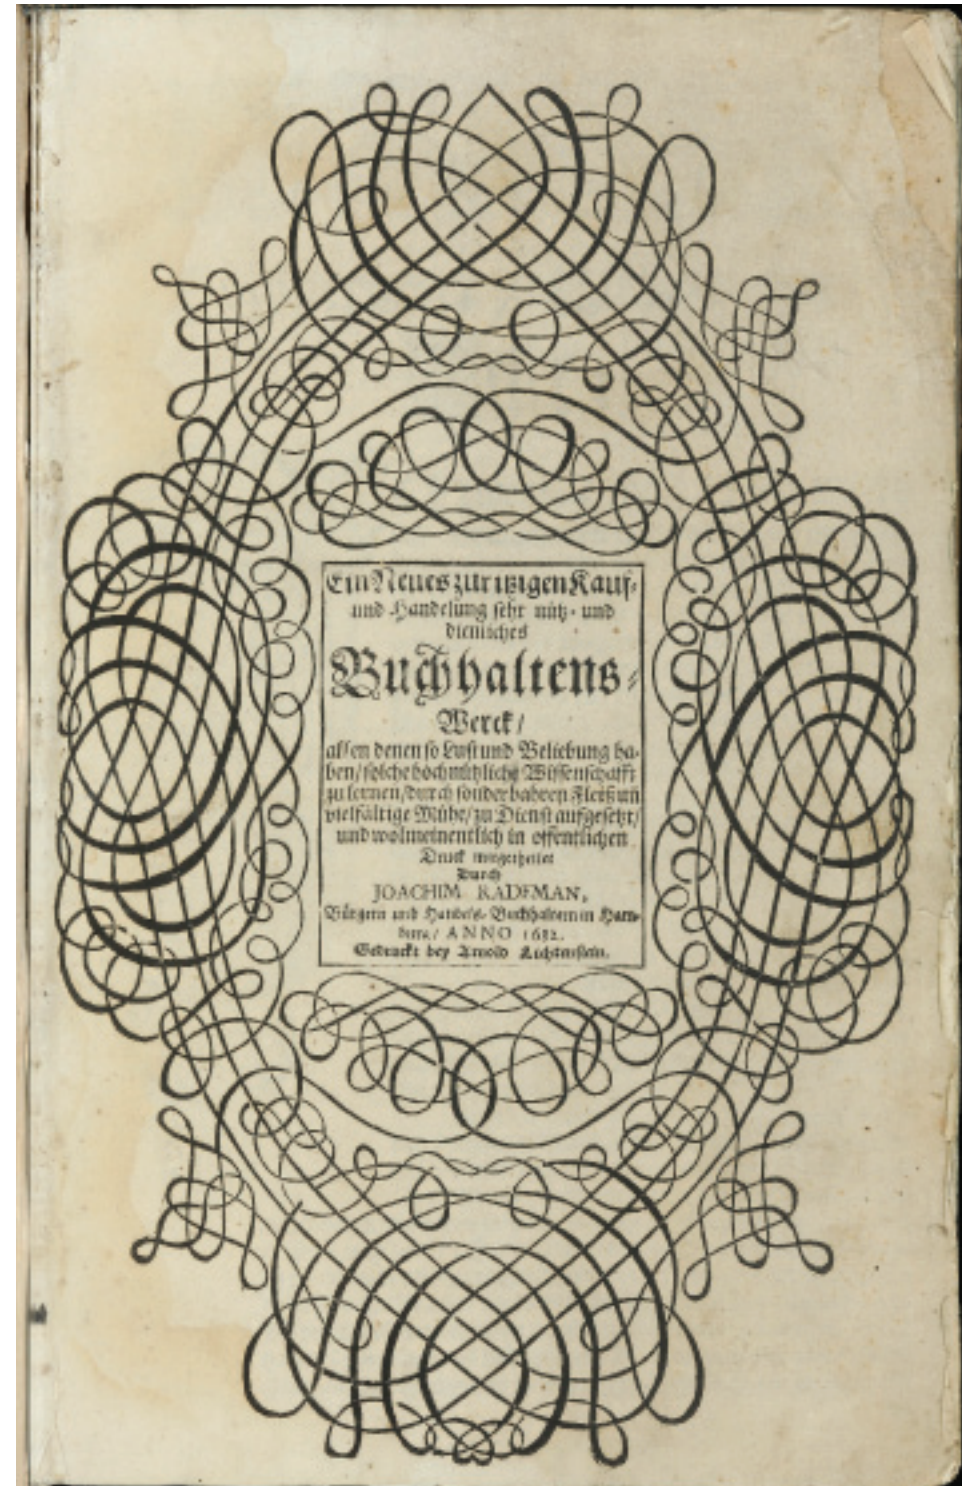 Ein Neues zur itzigen Kauf-
und Handelung sehr nütz- und
dienliches
Buchhaltens-
Werck /
allen denen so Lust und Beliebung ha-
ben / solche hochnützliche Wissenschafft
zu lernen / durch sonderbahren Fleiß un̄
vielfältige Mühe / zu Dienst aufgesetzt /
und wolmeinentlich in offentlichen
Druck mitgetheilet
Durch
JOACHIM RADEMAN,
Bürgern und Handels-Buchhaltern in Ham-
burg / ANNO 1682.
Gedruckt bey Arnold Lichtenstein.